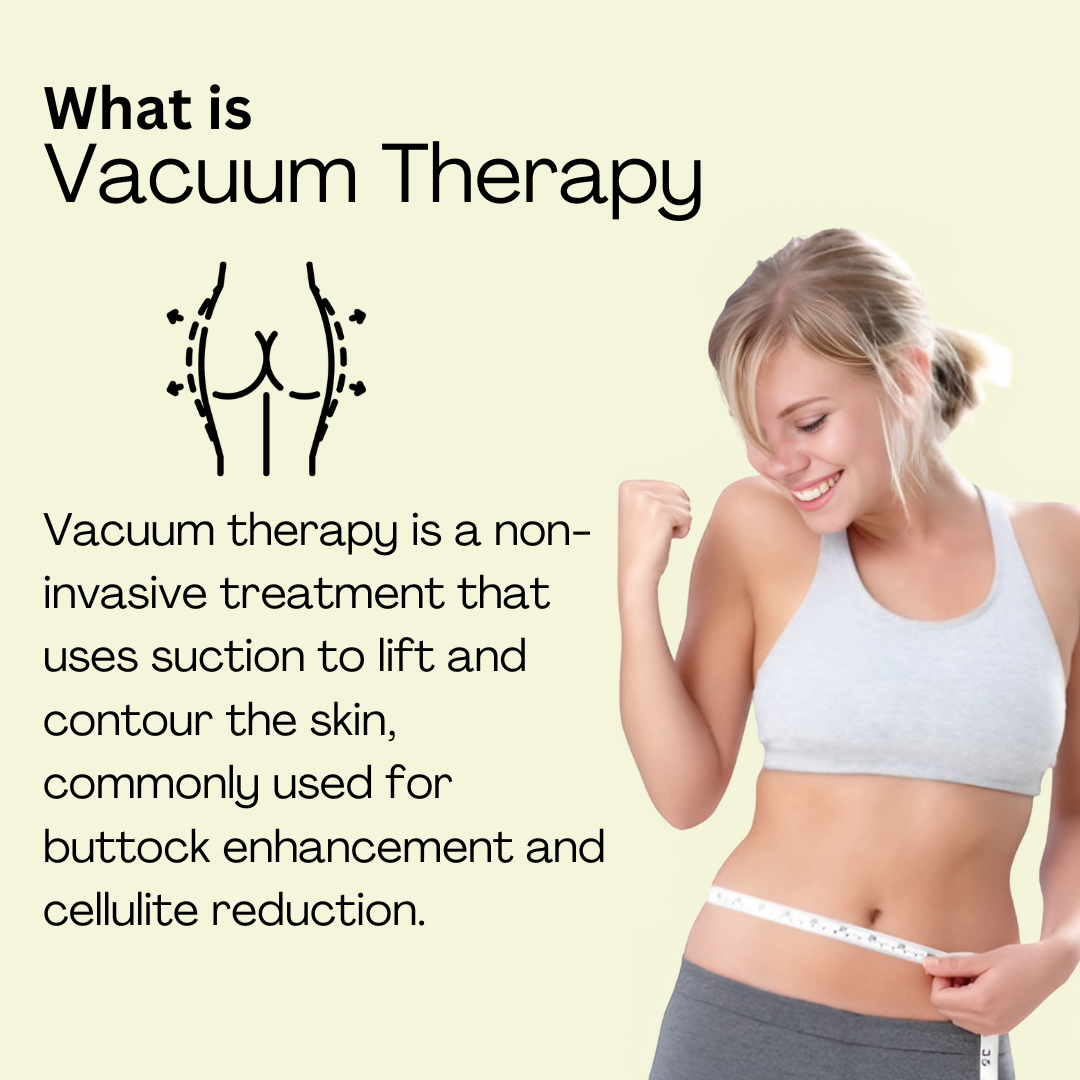 What is
Vacuum Therapy
Vacuum therapy is a non-
invasive treatment that
uses suction to lift and
contour the skin,
commonly used for
buttock enhancement and
cellulite reduction.